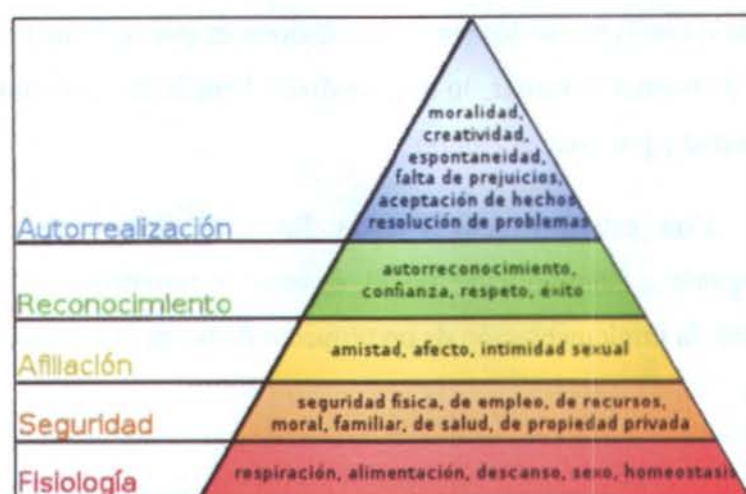 moralidad,
creatividad,
espontaneidad,
falta de prejuicios,
aceptación de hechos
resolución de problemas
Autorrealización
autorreconocimiento,
confianza, respeto, éxito
Reconocimiento
amistad, afecto, intimidad sexual
Afiliación
seguridad física, de empleo, de recursos,
moral, familiar, de salud, de propiedad privada
Seguridad
respiración, alimentación, descanso, sexo, homeostasis
Fisiología